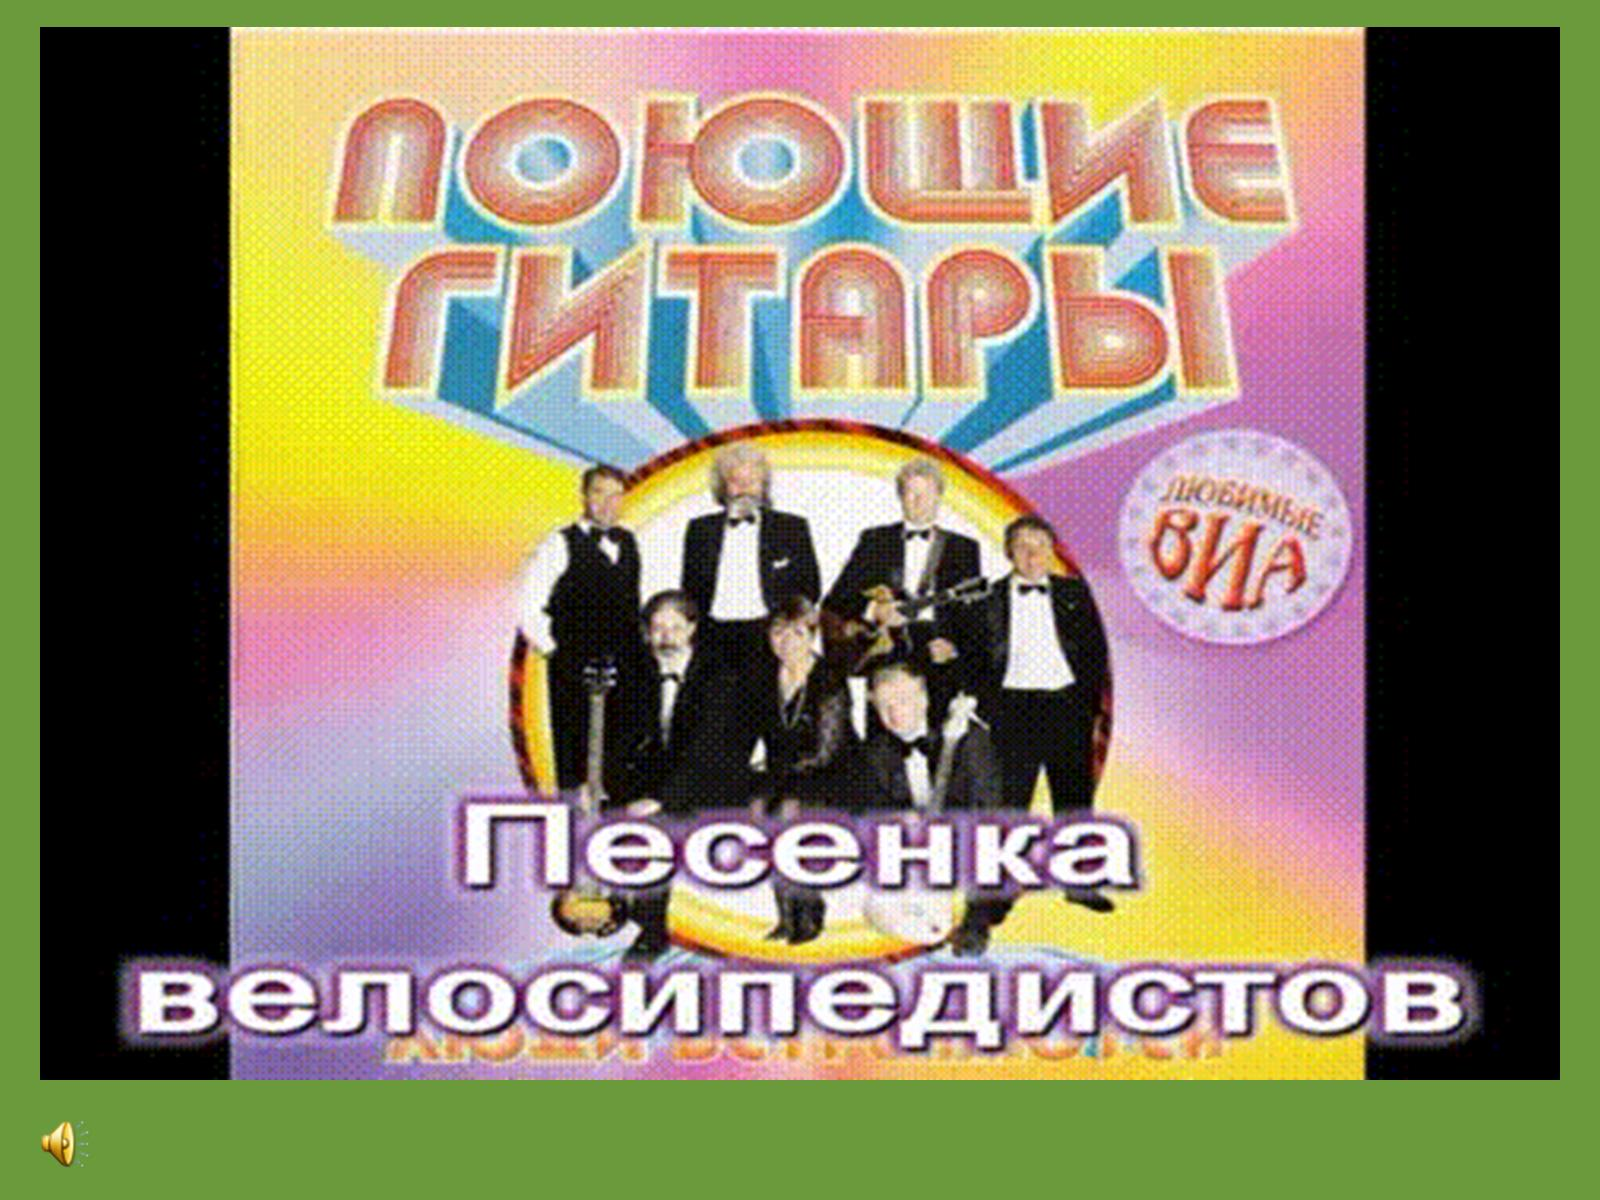 ПОЮЩИЕ
ГИТАРЫ
ЛЮБИМЫЕ
ВИА
Песенка
велосипедистов